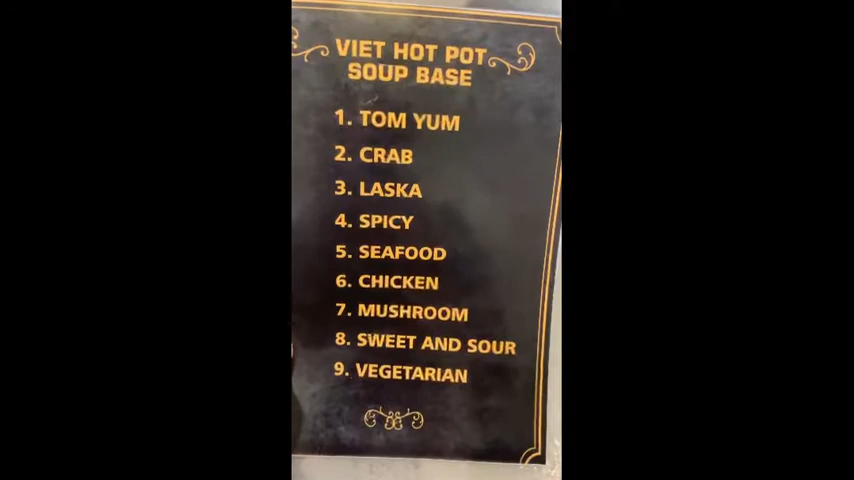 VIET HOT POT
SOUP BASE
1. TOM YUM
2. CRAB
3. LASKA
4. SPICY
5. SEAFOOD
6. CHICKEN
7. MUSHROOM
8. SWEET AND SOUR
9. VEGETARIAN